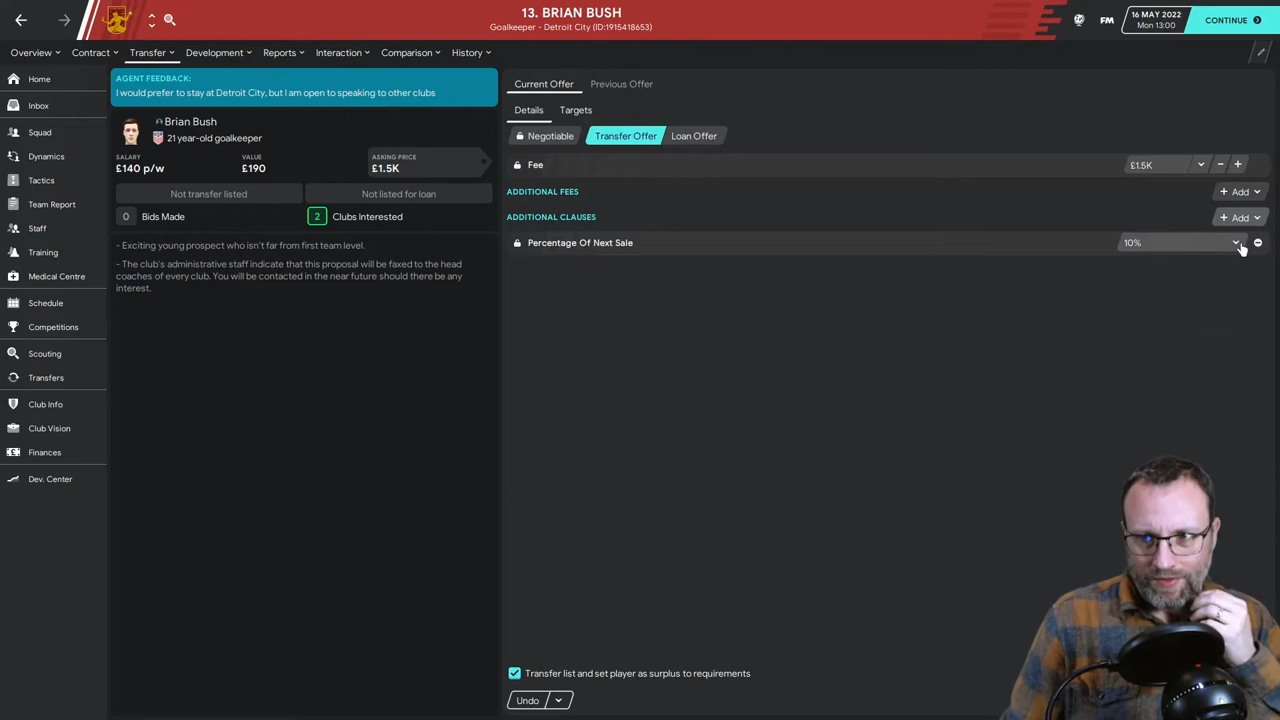 13. BRIAN BUSH
Goalkeeper - Detroit City (ID:1915418653)
FM
16 MAY 2022
Mon 13:00
CONTINUE
Overview
Contract
Transfer
Development
Reports
Interaction
Comparison
History
Home
Inbox
Squad
Dynamics
Tactics
Team Report
Staff
Training
Medical Centre
Schedule
Competitions
Scouting
Transfers
Club Info
Club Vision
Finances
Dev. Center
AGENT FEEDBACK:
I would prefer to stay at Detroit City, but I am open to speaking to other clubs
Brian Bush
21 year-old goalkeeper
SALARY
£140 p/w
VALUE
£190
ASKING PRICE
£1.5K
Not transfer listed
Not listed for loan
0 Bids Made
2 Clubs Interested
- Exciting young prospect who isn't far from first team level.
- The club's administrative staff indicate that this proposal will be faxed to the head
coaches of every club. You will be contacted in the near future should there be any
interest.
Current Offer
Previous Offer
Details
Targets
Negotiable
Transfer Offer
Loan Offer
Fee
£1.5K
ADDITIONAL FEES
+ Add
ADDITIONAL CLAUSES
+ Add
Percentage Of Next Sale
10%
Transfer list and set player as surplus to requirements
Undo